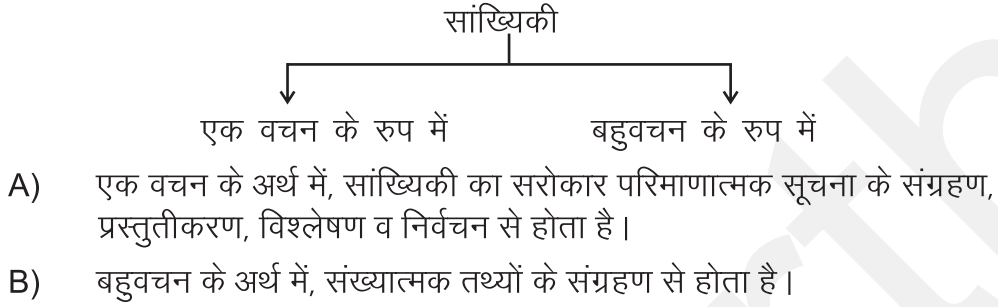 सांख्यिकी
एक वचन के रुप में बहुवचन के रुप में
A) एक वचन के अर्थ में, सांख्यिकी का सरोकार परिमाणात्मक सूचना के संग्रहण,
प्रस्तुतीकरण, विश्लेषण व निर्वचन से होता है।
B) बहुवचन के अर्थ में, संख्यात्मक तथ्यों के संग्रहण से होता है।